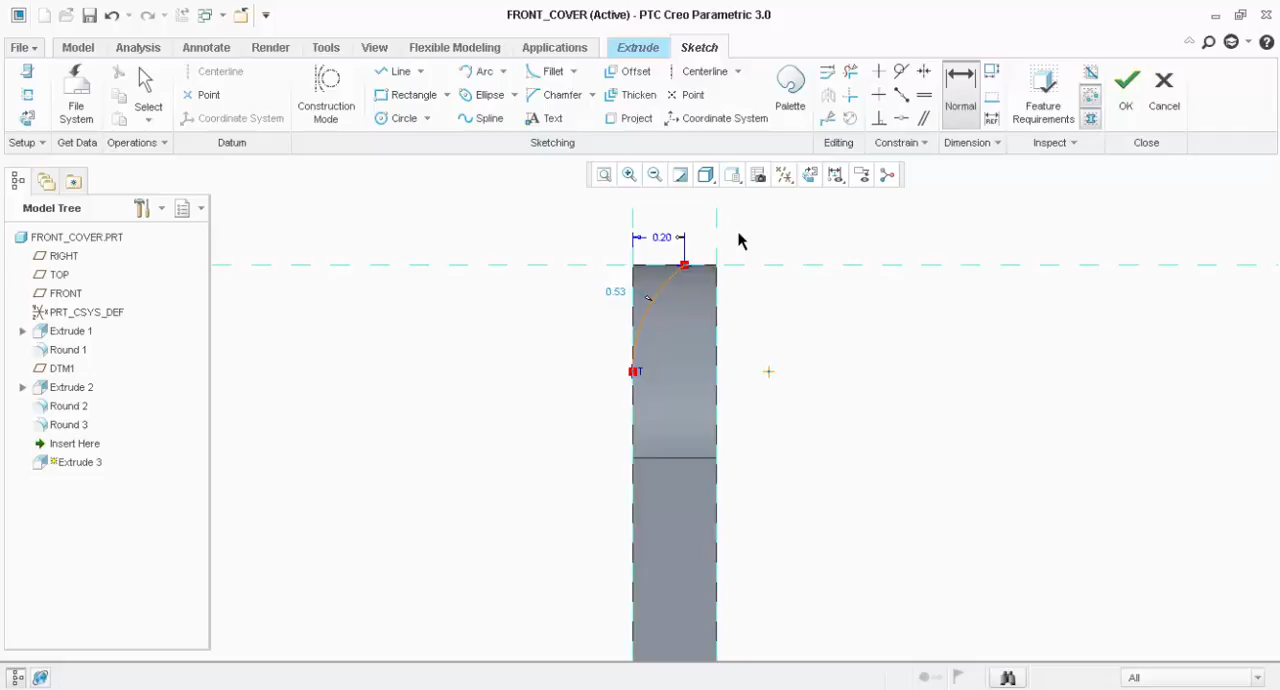 FRONT_COVER (Active) - PTC Creo Parametric 3.0
File Model Analysis Annotate Render Tools View Flexible Modeling Applications Extrude Sketch
Centerline Line Arc Fillet Offset Centerline
Point Rectangle Ellipse Chamfer Thicken Point
Coordinate System Circle Spline Text Project Coordinate System
File System Select Construction Mode Palette Normal Feature Requirements OK Cancel
Setup Get Data Operations Datum Sketching Editing Constrain Dimension Inspect Close
Model Tree
FRONT_COVER.PRT
RIGHT
TOP
FRONT
PRT_CSYS_DEF
Extrude 1
Round 1
DTM1
Extrude 2
Round 2
Round 3
Insert Here
Extrude 3
0.20
0.53
T
All